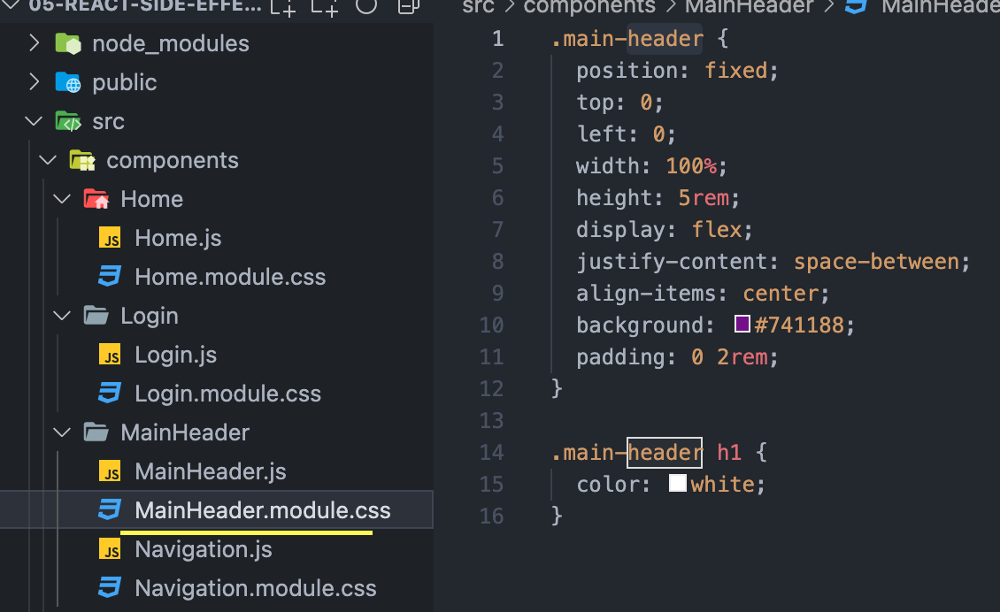 05-REACT-SIDE-EFFE...
node_modules
public
src
components
Home
JS Home.js
Home.module.css
Login
JS Login.js
Login.module.css
MainHeader
JS MainHeader.js
MainHeader.module.css
JS Navigation.js
Navigation.module.css
src > components > MainHeader > MainHeade
1 .main-header {
2 position: fixed;
3 top: 0;
4 left: 0;
5 width: 100%;
6 height: 5rem;
7 display: flex;
8 justify-content: space-between;
9 align-items: center;
10 background: #741188;
11 padding: 0 2rem;
12 }
13
14 .main-header h1 {
15 color: white;
16 }